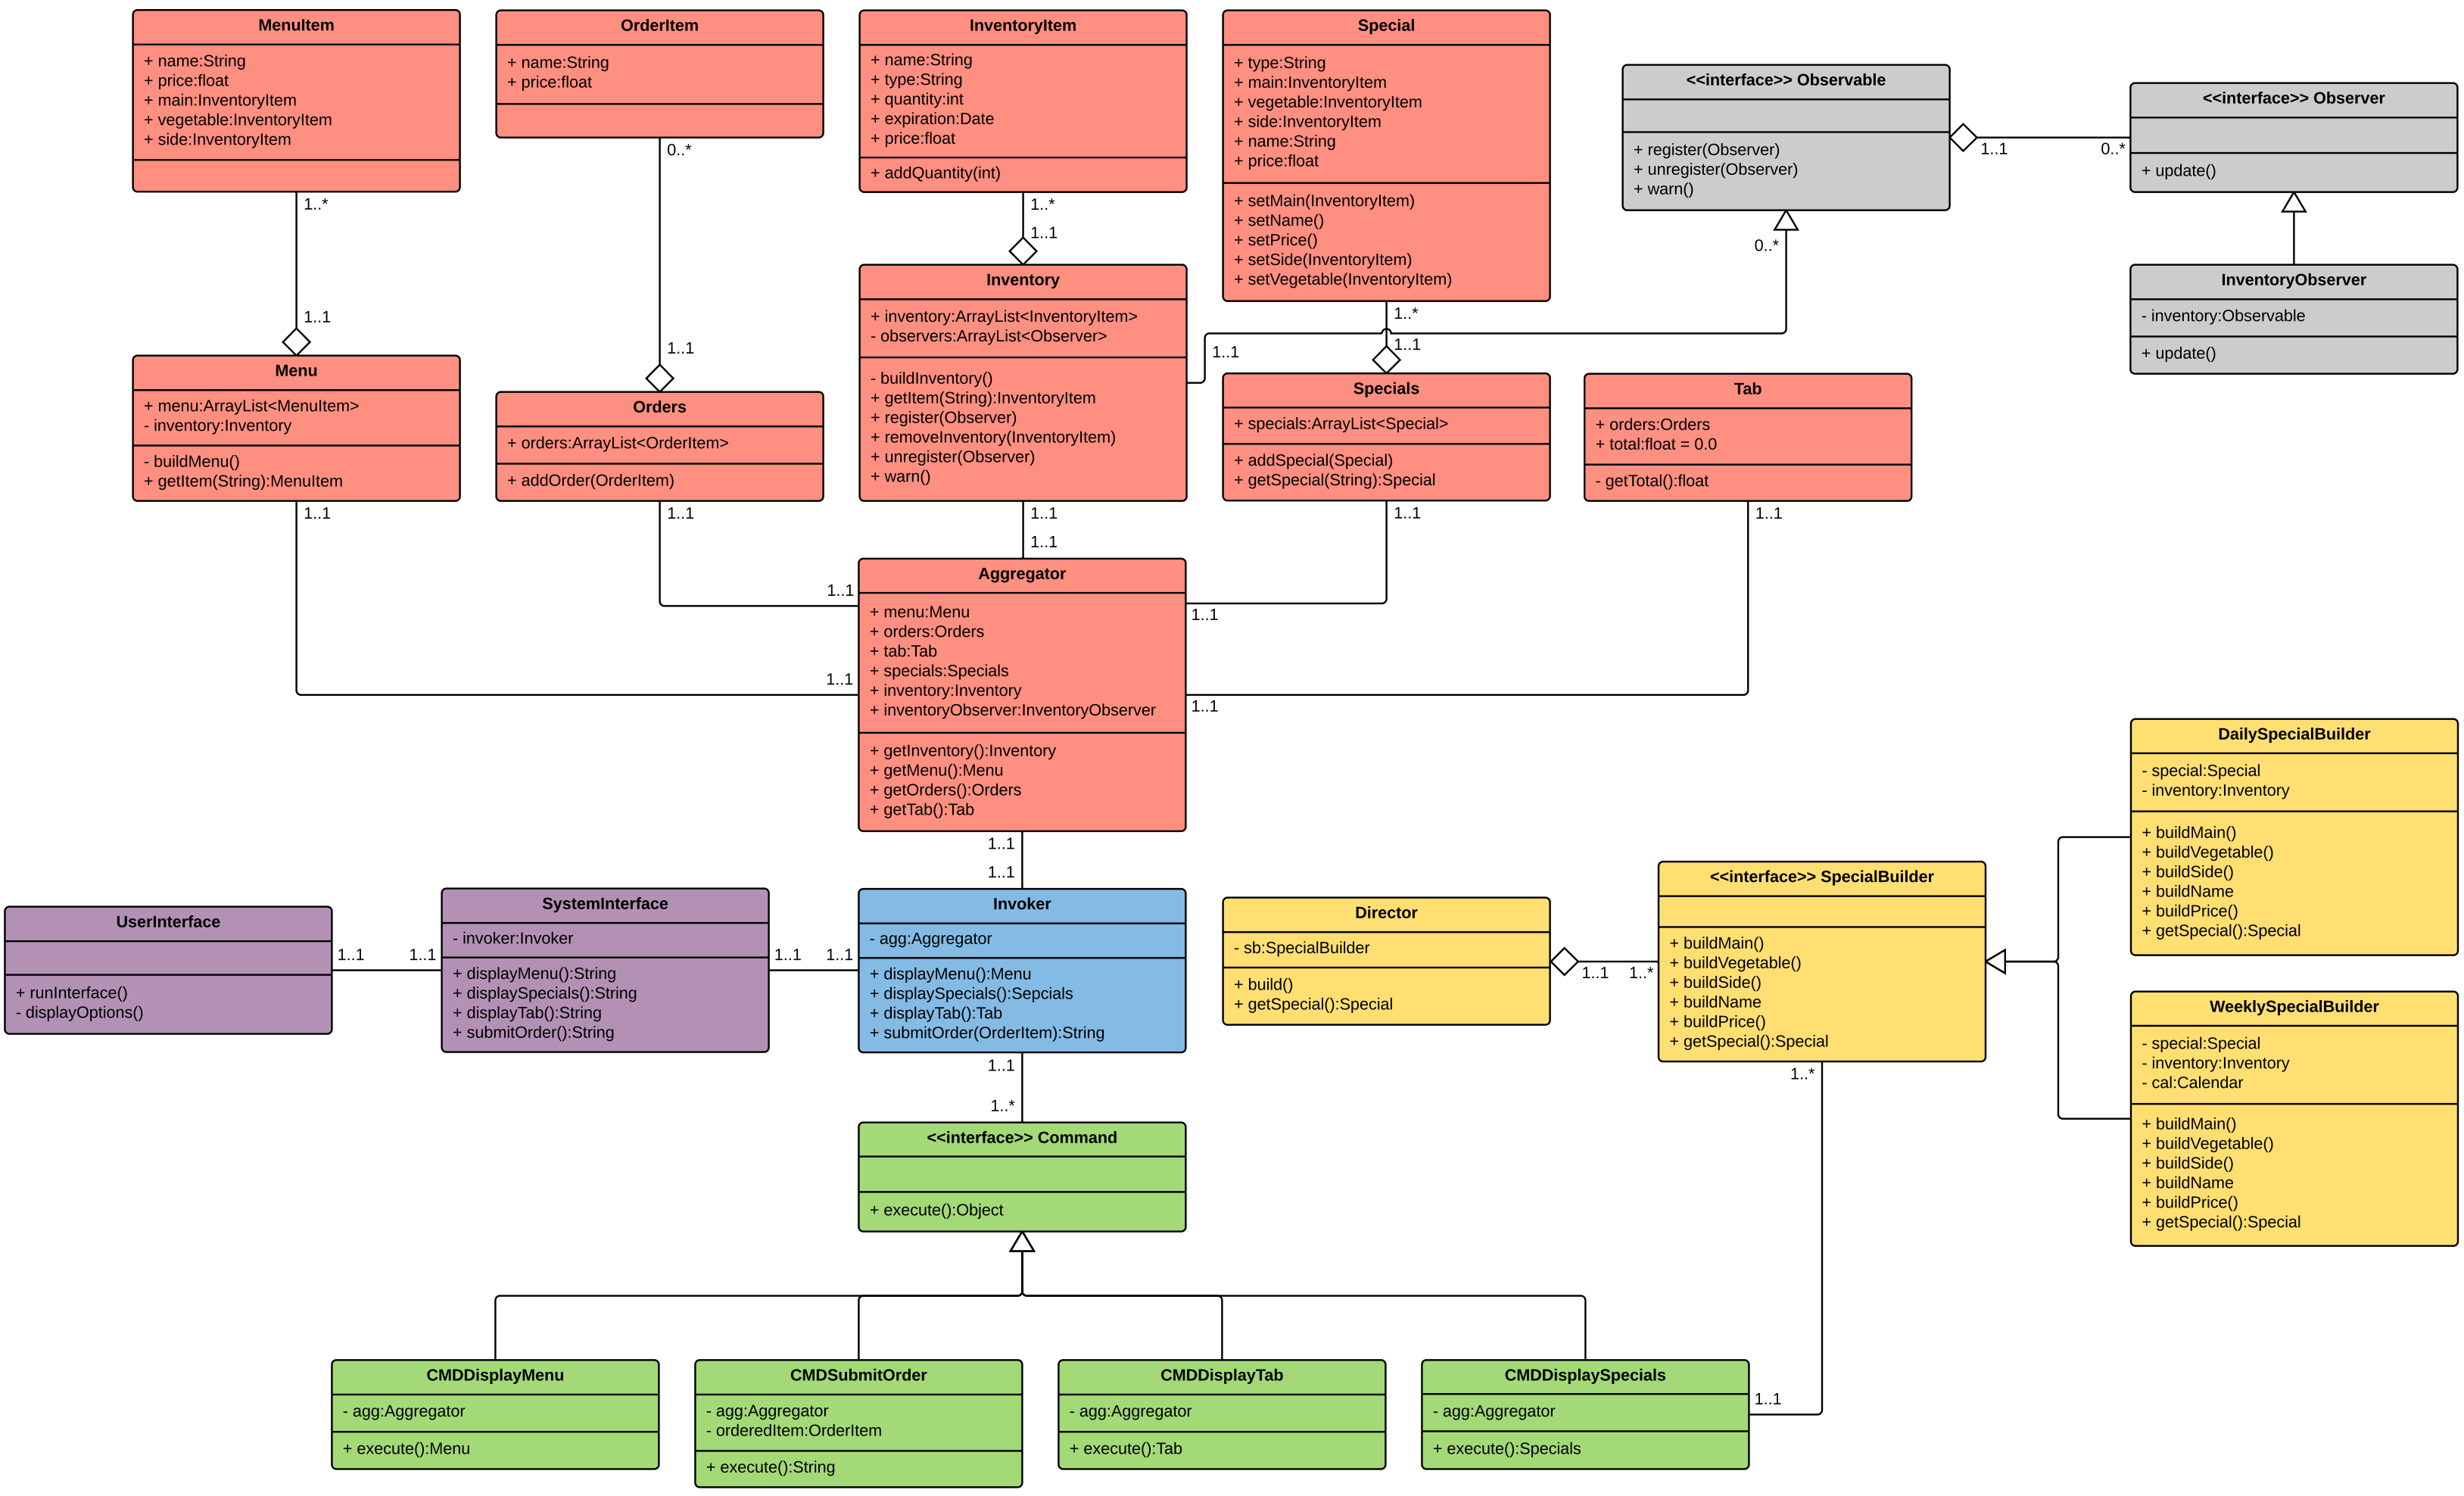 MenuItem
+ name:String
+ price:float
+ main:InventoryItem
+ vegetable:InventoryItem
+ side:InventoryItem
1..*
1..1
OrderItem
+ name:String
+ price:float
0..*
1..1
InventoryItem
+ name:String
+ type:String
+ quantity:int
+ expiration:Date
+ price:float
+ addQuantity(int)
1..*
1..1
Special
+ type:String
+ main:InventoryItem
+ vegetable:InventoryItem
+ side:InventoryItem
+ name:String
+ price:float
+ setMain(InventoryItem)
+ setName()
+ setPrice()
+ setSide(InventoryItem)
+ setVegetable(InventoryItem)
1..*
1..1
<<interface>> Observable
+ register(Observer)
+ unregister(Observer)
+ warn()
1..1
0..*
0..*
<<interface>> Observer
+ update()
InventoryObserver
- inventory:Observable
+ update()
Menu
+ menu:ArrayList<MenuItem>
- inventory:Inventory
- buildMenu()
+ getItem(String):MenuItem
1..1
1..1
Orders
+ orders:ArrayList<OrderItem>
+ addOrder(OrderItem)
1..1
1..1
Inventory
+ inventory:ArrayList<InventoryItem>
- observers:ArrayList<Observer>
- buildInventory()
+ getItem(String):InventoryItem
+ register(Observer)
+ removeInventory(InventoryItem)
+ unregister(Observer)
+ warn()
1..1
1..1
1..1
Specials
+ specials:ArrayList<Special>
+ addSpecial(Special)
+ getSpecial(String):Special
1..1
1..1
Tab
+ orders:Orders
+ total:float = 0.0
- getTotal():float
1..1
1..1
Aggregator
+ menu:Menu
+ orders:Orders
+ tab:Tab
+ specials:Specials
+ inventory:Inventory
+ inventoryObserver:InventoryObserver
+ getInventory():Inventory
+ getMenu():Menu
+ getOrders():Orders
+ getTab():Tab
1..1
1..1
UserInterface
+ runInterface()
- displayOptions()
1..1
1..1
SystemInterface
- invoker:Invoker
+ displayMenu():String
+ displaySpecials():String
+ displayTab():String
+ submitOrder():String
1..1
1..1
Invoker
- agg:Aggregator
+ displayMenu():Menu
+ displaySpecials():Sepcials
+ displayTab():Tab
+ submitOrder(OrderItem):String
1..1
1..*
Director
- sb:SpecialBuilder
+ build()
+ getSpecial():Special
1..1
1..*
<<interface>> SpecialBuilder
+ buildMain()
+ buildVegetable()
+ buildSide()
+ buildName
+ buildPrice()
+ getSpecial():Special
1..*
DailySpecialBuilder
- special:Special
- inventory:Inventory
+ buildMain()
+ buildVegetable()
+ buildSide()
+ buildName
+ buildPrice()
+ getSpecial():Special
WeeklySpecialBuilder
- special:Special
- inventory:Inventory
- cal:Calendar
+ buildMain()
+ buildVegetable()
+ buildSide()
+ buildName
+ buildPrice()
+ getSpecial():Special
<<interface>> Command
+ execute():Object
CMDDisplayMenu
- agg:Aggregator
+ execute():Menu
CMDSubmitOrder
- agg:Aggregator
- orderedItem:OrderItem
+ execute():String
CMDDisplayTab
- agg:Aggregator
+ execute():Tab
CMDDisplaySpecials
- agg:Aggregator
+ execute():Specials
1..1